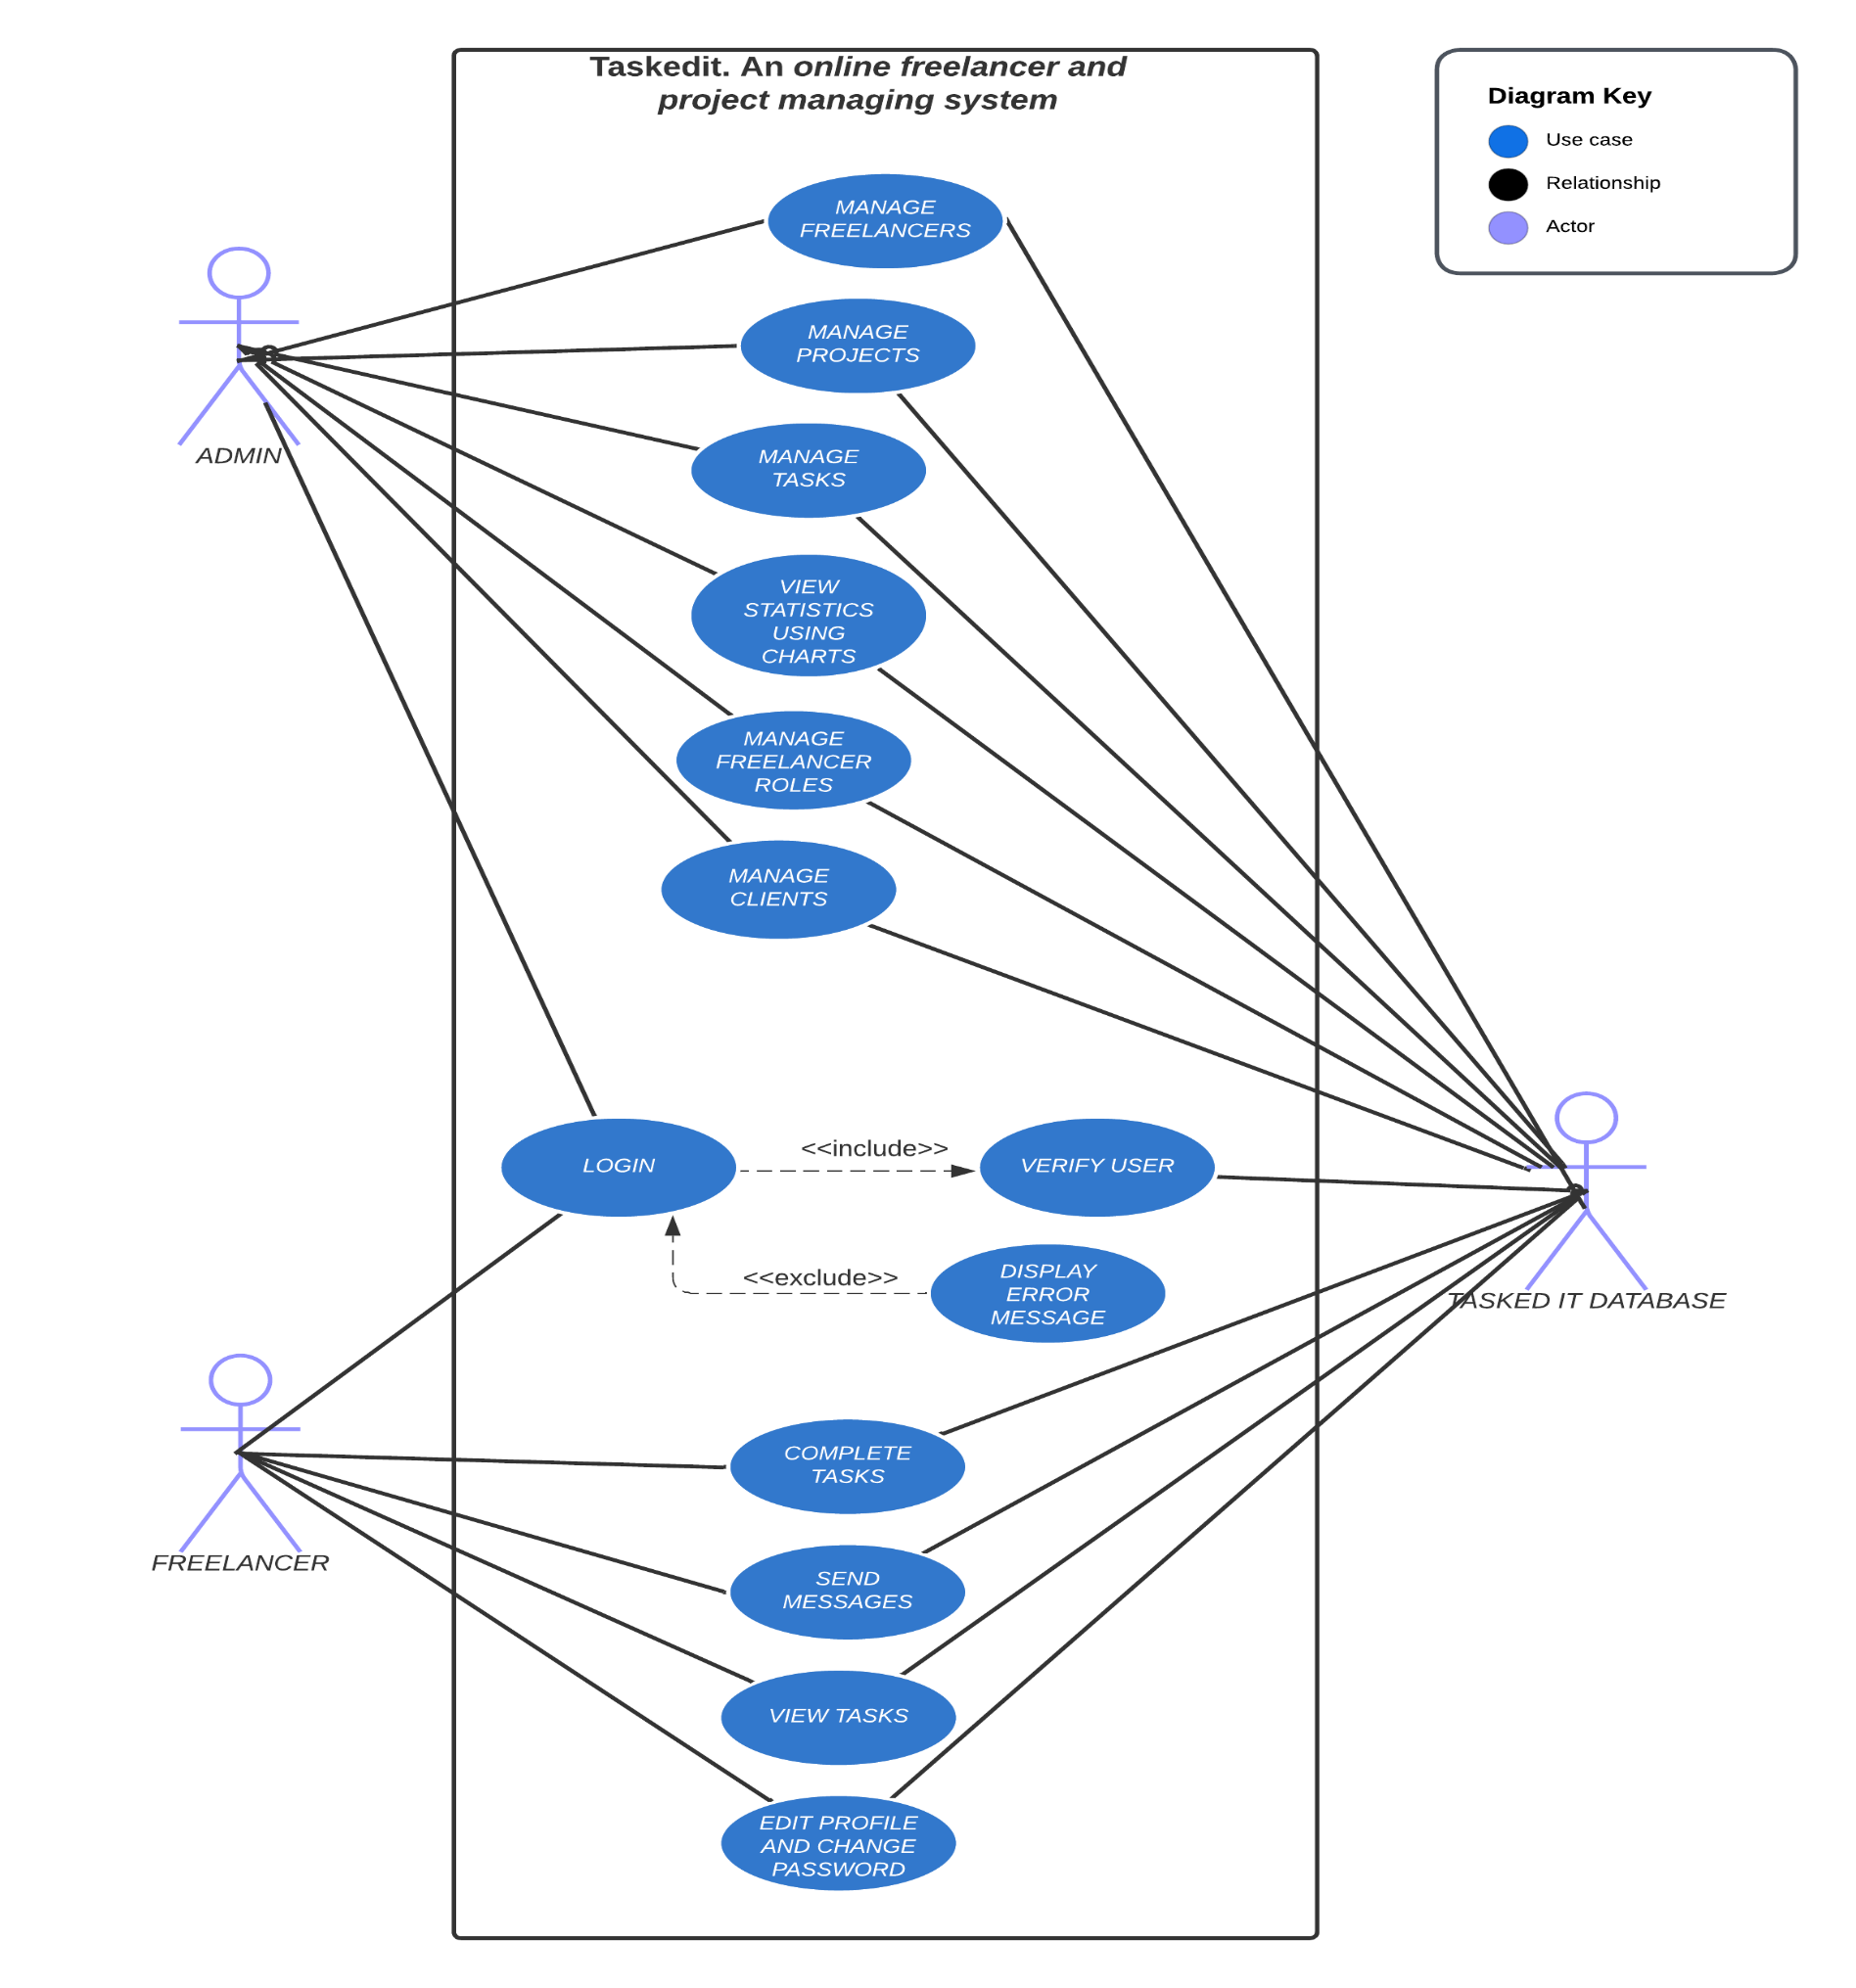 Taskedit. An online freelancer and
project managing system
Diagram Key
Use case
Relationship
Actor
MANAGE
FREELANCERS
MANAGE
PROJECTS
ADMIN
MANAGE
TASKS
VIEW
STATISTICS
USING
CHARTS
MANAGE
FREELANCER
ROLES
MANAGE
CLIENTS
LOGIN
<<include>>
VERIFY USER
<<exclude>>
DISPLAY
ERROR
MESSAGE
TASKED IT DATABASE
FREELANCER
COMPLETE
TASKS
SEND
MESSAGES
VIEW TASKS
EDIT PROFILE
AND CHANGE
PASSWORD